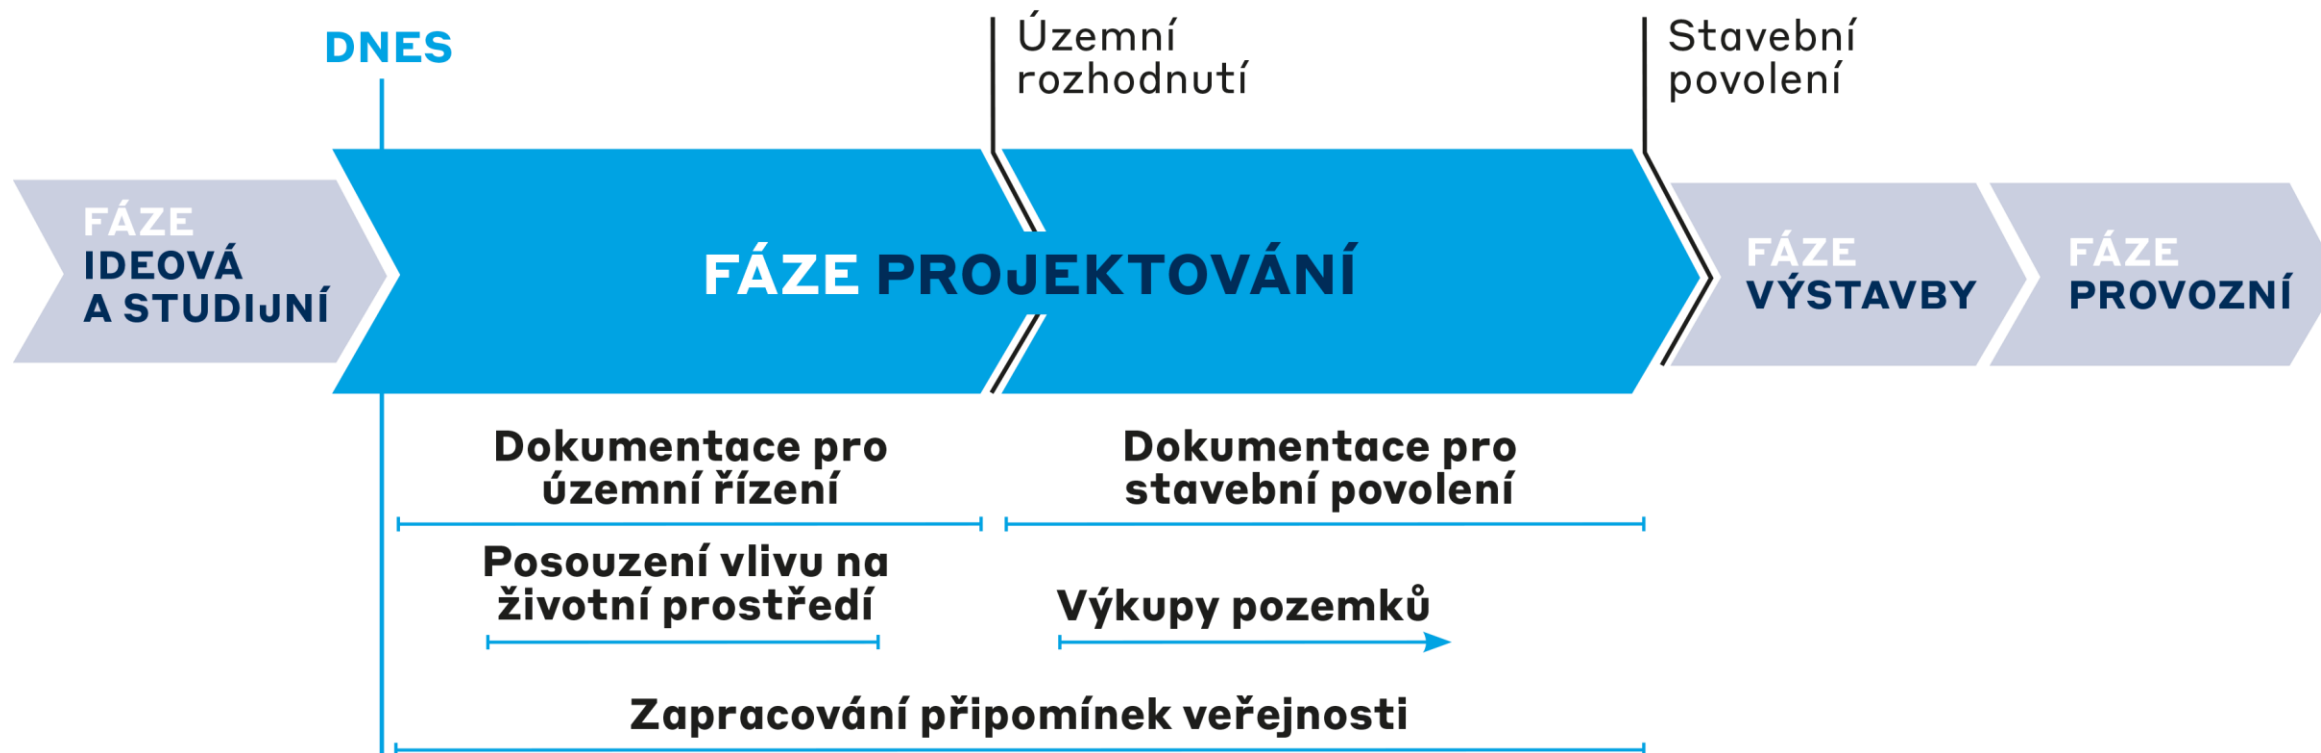 DNES
Územní
rozhodnutí
Stavební
povolení
FÁZE
IDEOVÁ
A STUDIJNÍ
FÁZE PROJEKTOVÁNÍ
FÁZE
VÝSTAVBY
FÁZE
PROVOZNÍ
Dokumentace pro
územní řízení
Dokumentace pro
stavební povolení
Posouzení vlivu na
životní prostředí
Výkupy pozemků
Zapracování připomínek veřejnosti